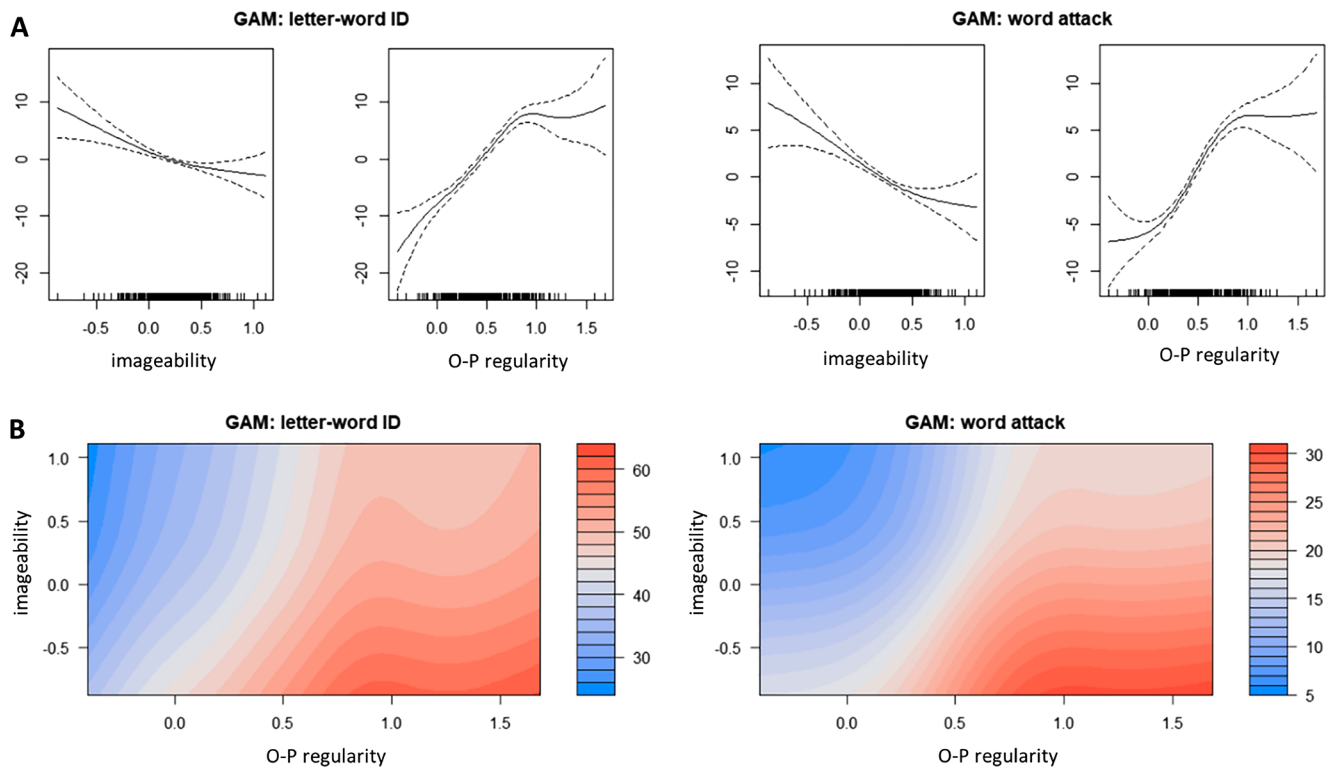 A
GAM: letter-word ID
GAM: word attack
10
0
-10
-20
-0.5 0.0 0.5 1.0
imageability
10
0
-10
-20
0.0 0.5 1.0 1.5
O-P regularity
10
5
0
-5
-10
-0.5 0.0 0.5 1.0
imageability
10
5
0
-5
-10
0.0 0.5 1.0 1.5
O-P regularity
B
GAM: letter-word ID
imageability
1.0
0.5
0.0
-0.5
0.0 0.5 1.0 1.5
O-P regularity
60
50
40
30
GAM: word attack
imageability
1.0
0.5
0.0
-0.5
0.0 0.5 1.0 1.5
O-P regularity
30
25
20
15
10
5